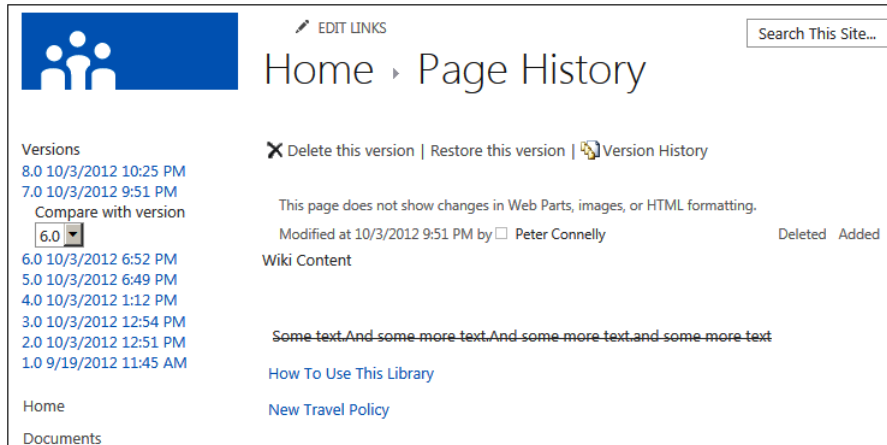 EDIT LINKS
Search This Site...
Home ▸ Page History
Versions
8.0 10/3/2012 10:25 PM
7.0 10/3/2012 9:51 PM
Compare with version
6.0
6.0 10/3/2012 6:52 PM
5.0 10/3/2012 6:49 PM
4.0 10/3/2012 1:12 PM
3.0 10/3/2012 12:54 PM
2.0 10/3/2012 12:51 PM
1.0 9/19/2012 11:45 AM
Home
Documents
Delete this version | Restore this version | Version History
This page does not show changes in Web Parts, images, or HTML formatting.
Modified at 10/3/2012 9:51 PM by Peter Connelly Deleted Added
Wiki Content
Some text.And some more text.And some more text.and some more text
How To Use This Library
New Travel Policy